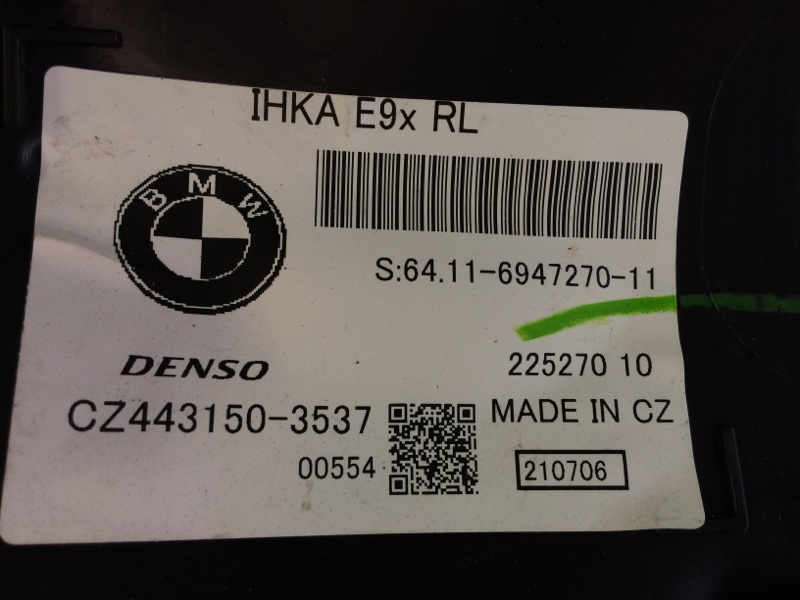 IHKA E9x RL
BMW
S:64.11-6947270-11
DENSO
225270 10
CZ443150-3537
MADE IN CZ
00554
210706